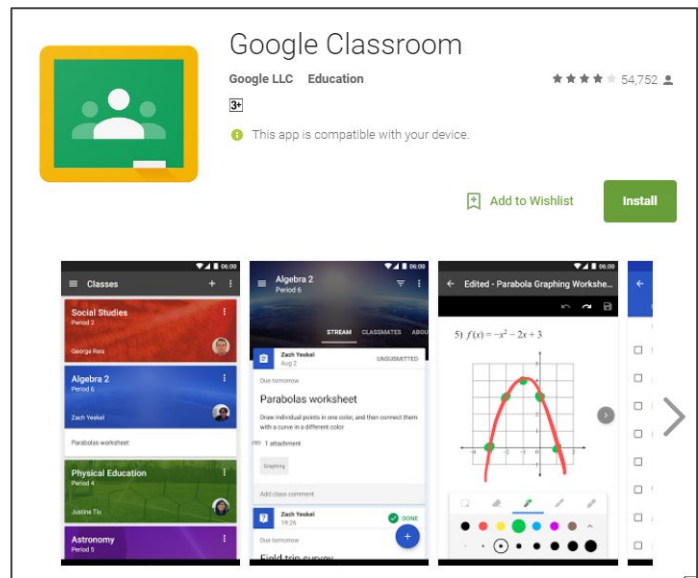 Google Classroom
Google LLC Education
54,752
3+
This app is compatible with your device.
Add to Wishlist
Install
06:00
Classes
Social Studies
Period 2
George Reis
Algebra 2
Period 6
Zach Yeskel
Parabolas worksheet
Physical Education
Period 4
Justine Tiu
Astronomy
Period 5
06:00
Algebra 2
Period 6
STREAM CLASSMATES ABOU
Zach Yeskel
Aug 2
UNSUBMITTED
Due tomorrow
Parabolas worksheet
Draw individual points in one color, and then connect them
with a curve in a different color
1 attachment
Graphing
Add class comment
Zach Yeskel
19:26
DONE
Due tomorrow
Field trip survey
06:00
Edited - Parabola Graphing Workshe...
5) f(x) = −x² − 2x + 3